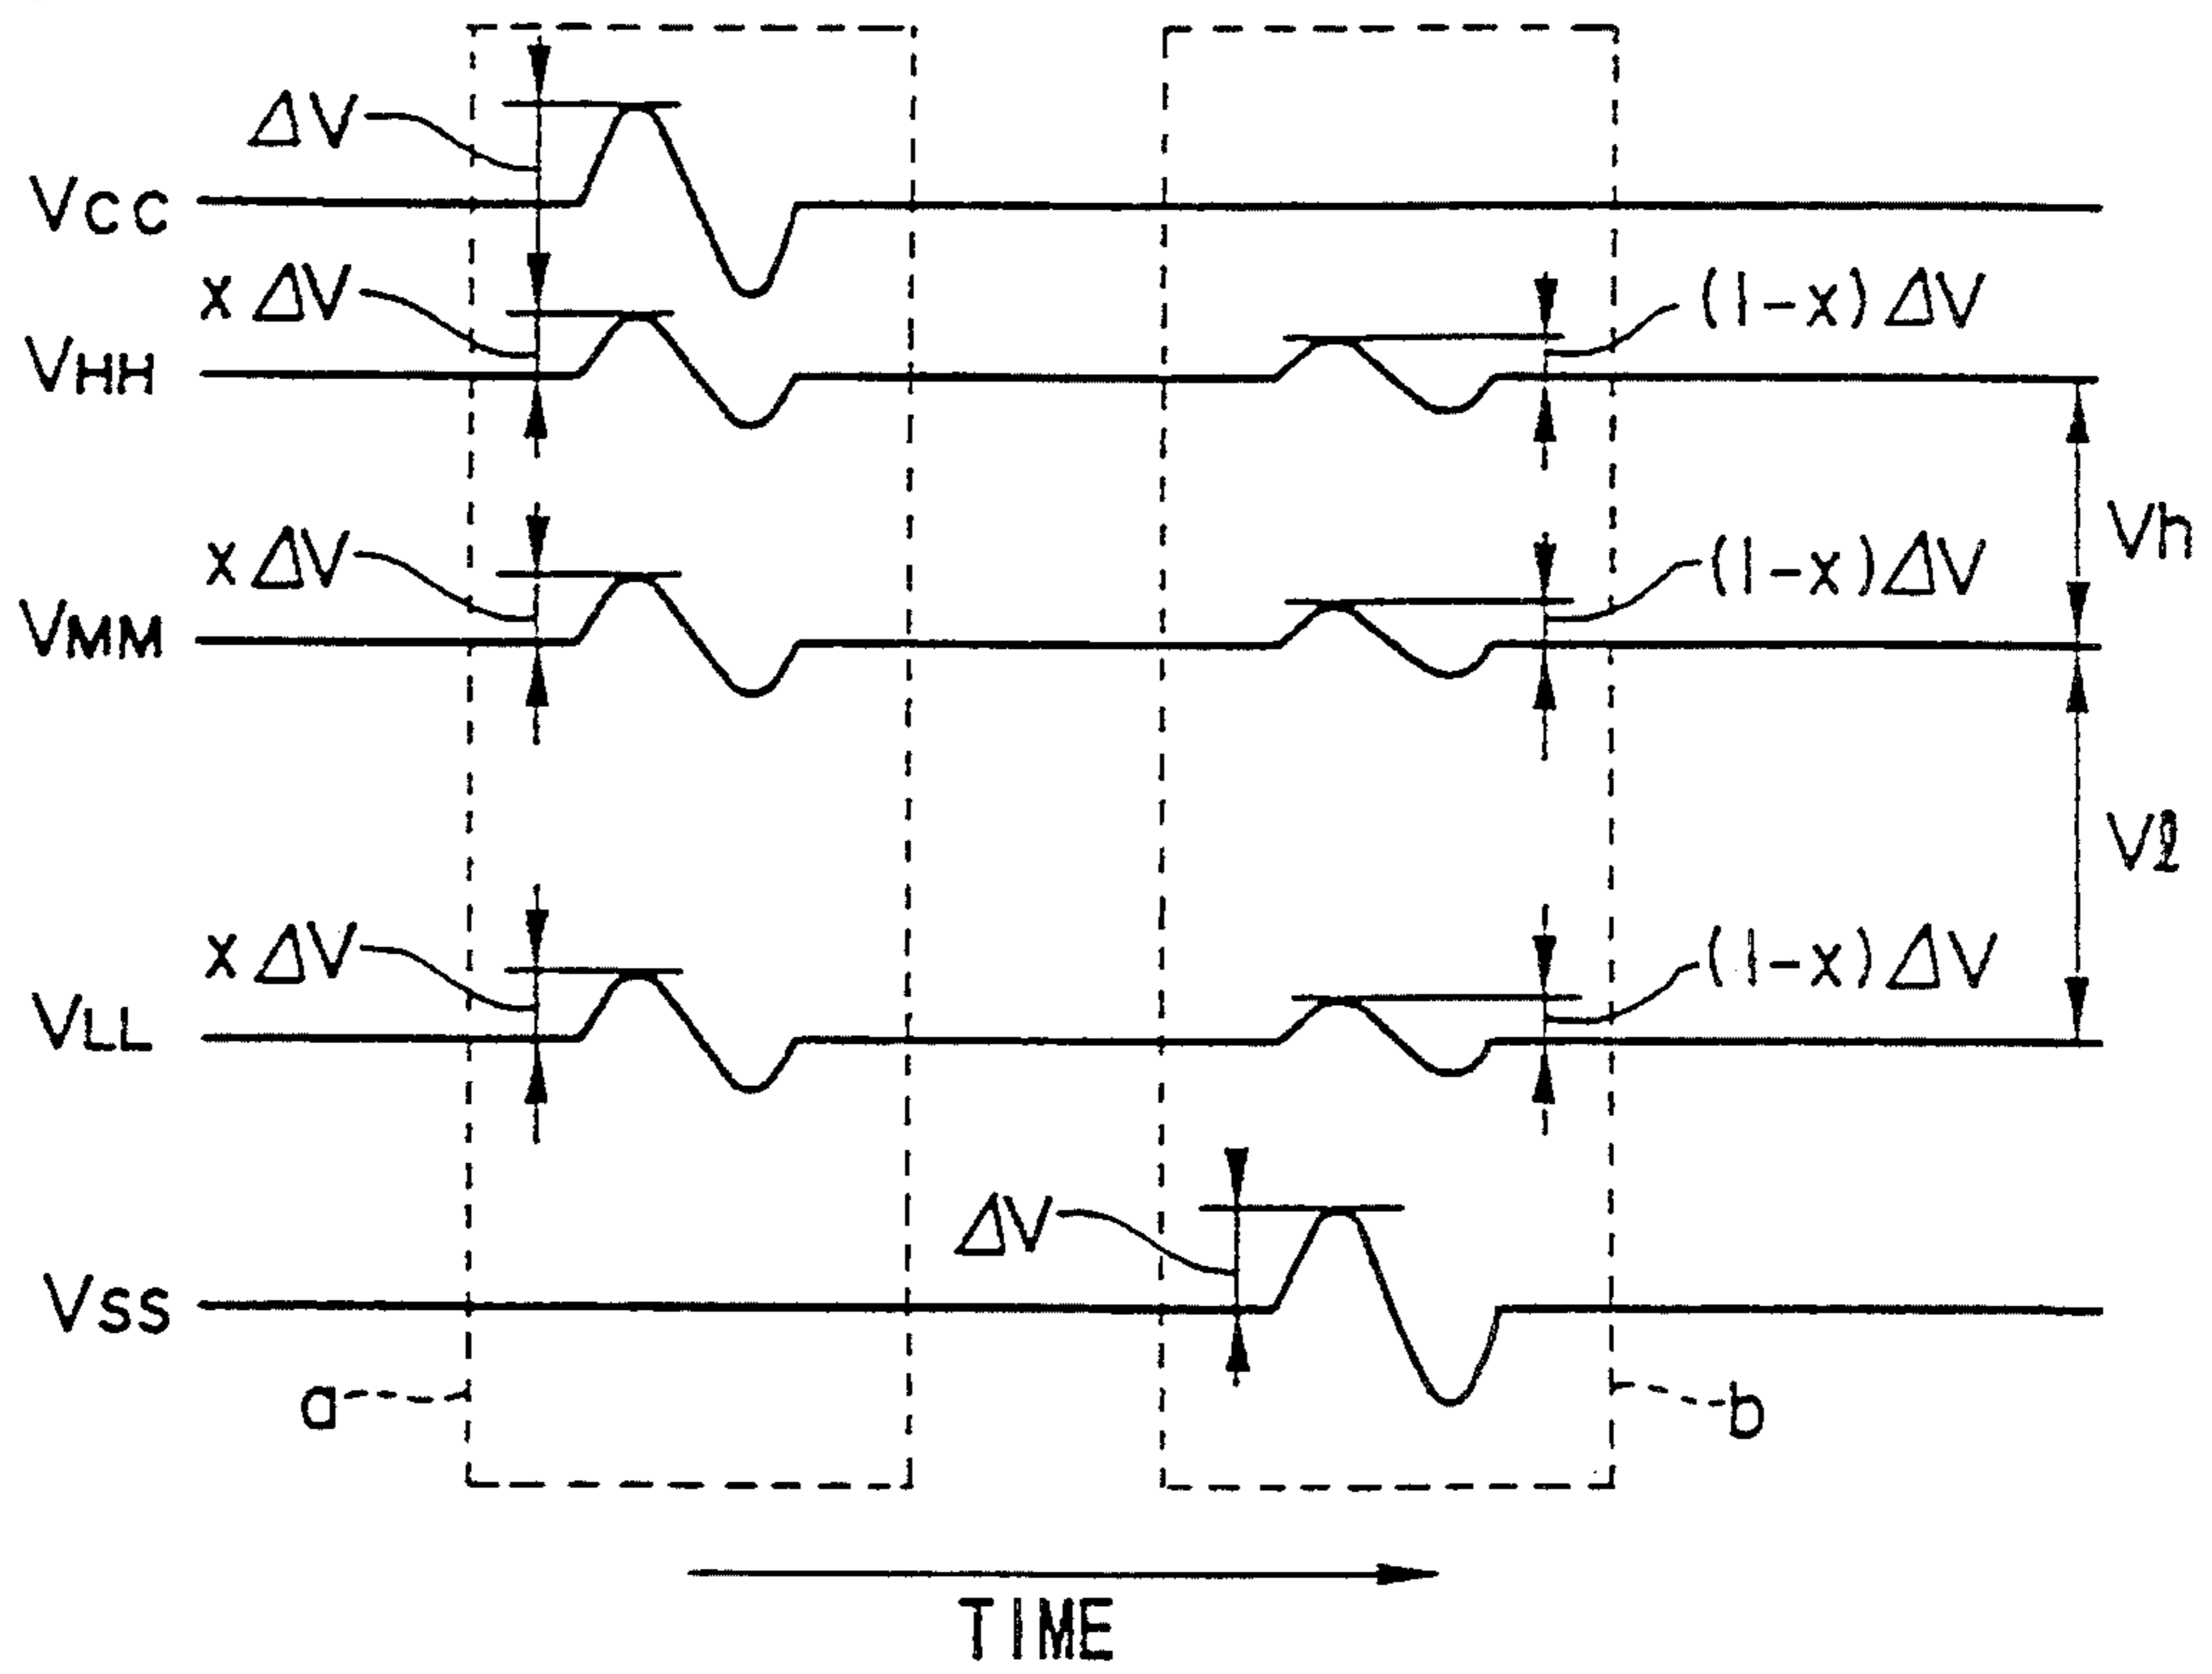 ΔV
VCC
xΔV
(1-x)ΔV
VHH
Vh
xΔV
(1-x)ΔV
VMM
Vℓ
xΔV
(1-x)ΔV
VLL
ΔV
VSS
a
b
TIME